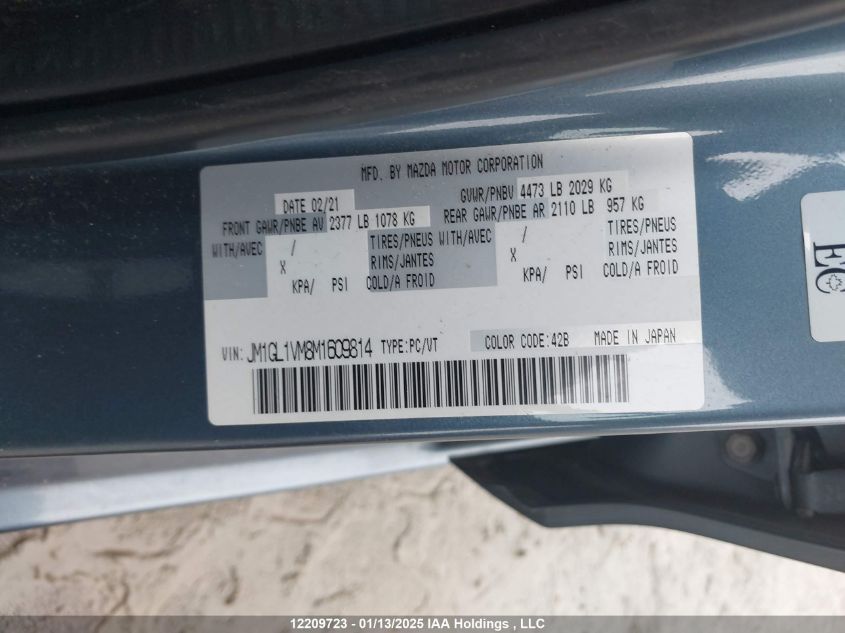 MFD. BY MAZDA MOTOR CORPORATION
DATE 02/21 GVWR/PNBV 4473 LB 2029 KG
FRONT GAWR/PNBE AV 2377 LB 1078 KG REAR GAWR/PNBE AR 2110 LB 957 KG
WITH/AVEC / TIRES/PNEUS WITH/AVEC / TIRES/PNEUS
X RIMS/JANTES X RIMS/JANTES
KPA/ PSI COLD/A FROID KPA/ PSI COLD/A FROID
VIN: JM1GL1VM8M1609814 TYPE:PC/VT COLOR CODE:42B MADE IN JAPAN
EC
12209723 - 01/13/2025 IAA Holdings , LLC